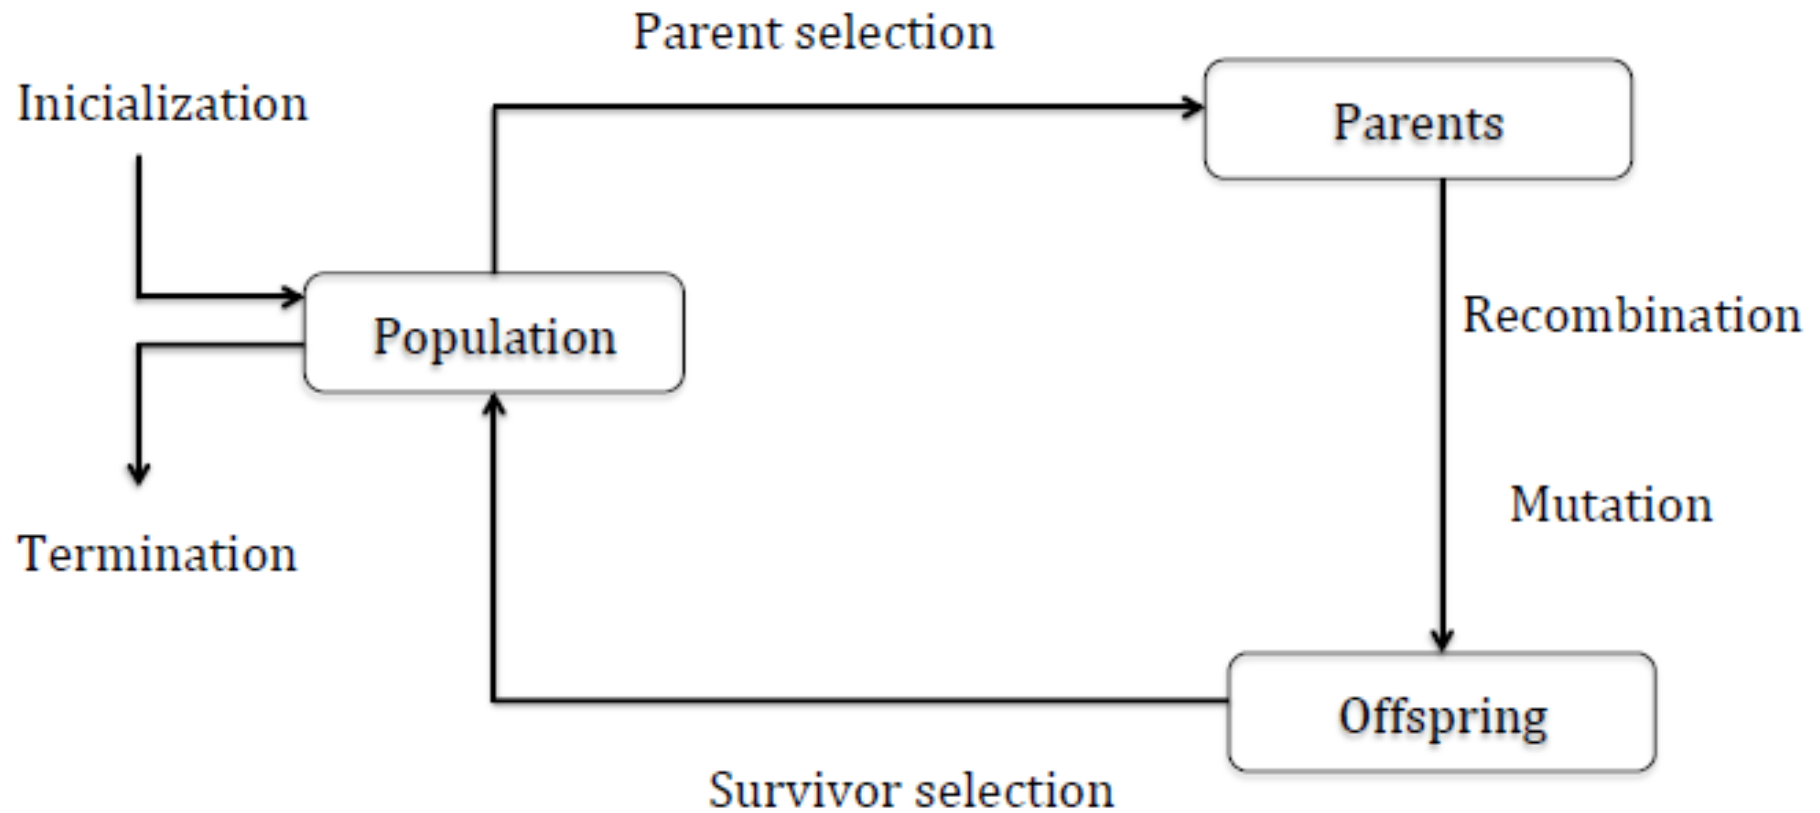 Parent selection
Inicialization
Parents
Recombination
Population
Mutation
Termination
Offspring
Survivor selection